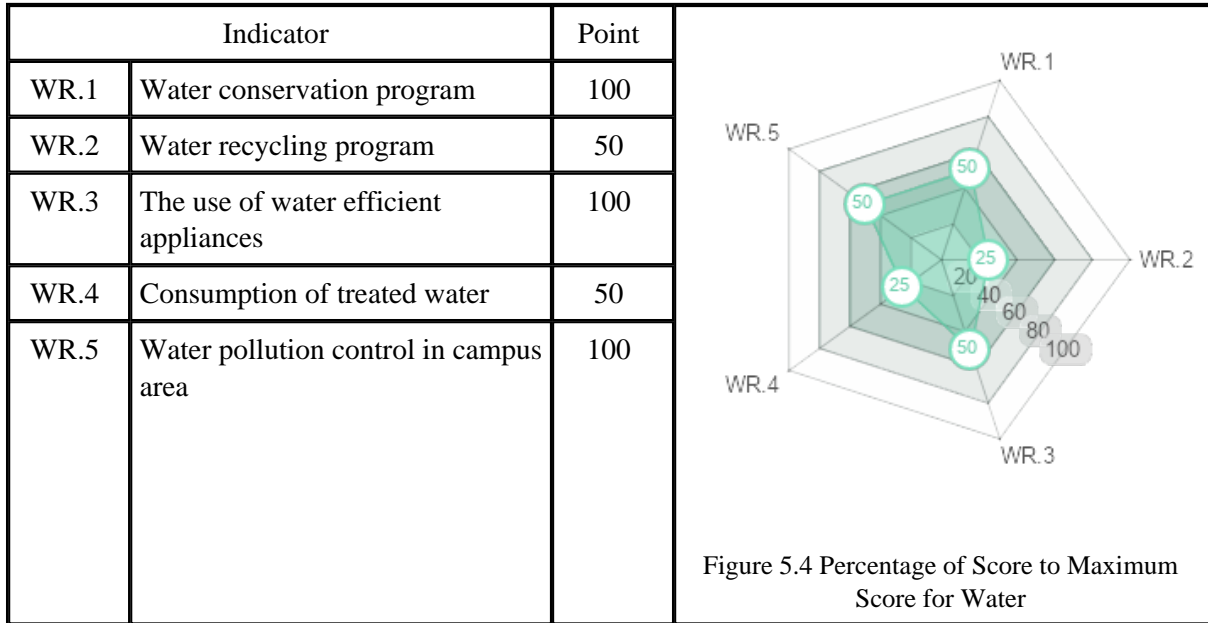 Indicator Point
WR.1 Water conservation program 100
WR.2 Water recycling program 50
WR.3 The use of water efficient
appliances 100
WR.4 Consumption of treated water 50
WR.5 Water pollution control in campus
area 100
WR.1
WR.5
50
50
25
WR.2
20
25
40
60
80
100
50
WR.4
WR.3
Figure 5.4 Percentage of Score to Maximum
Score for Water